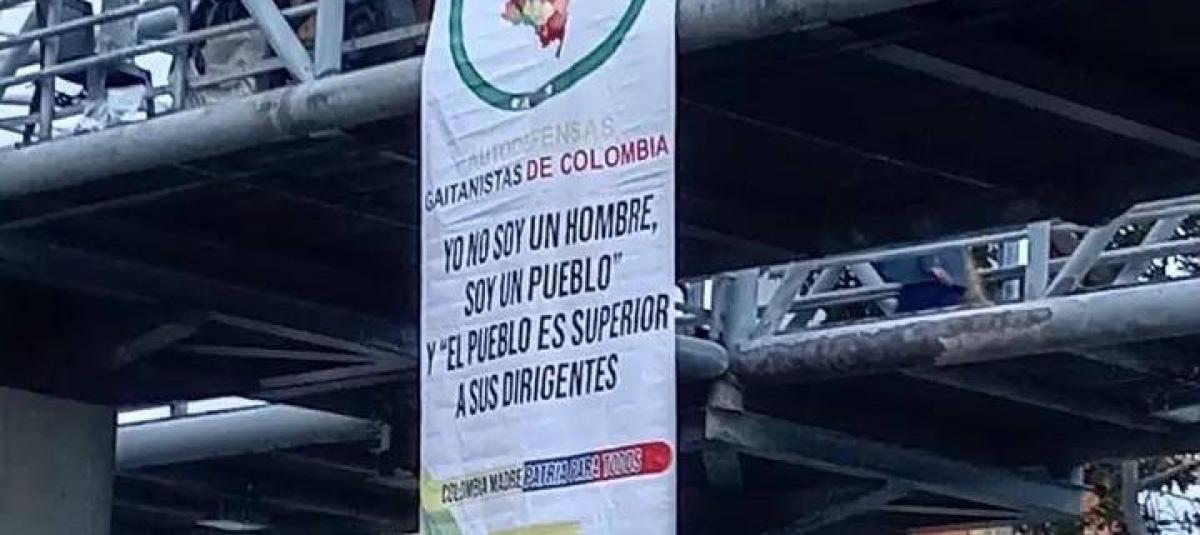 AUTODEFENSAS
GAITANISTAS DE COLOMBIA
YO NO SOY UN HOMBRE,
SOY UN PUEBLO"
Y "EL PUEBLO ES SUPERIOR
A SUS DIRIGENTES
COLOMBIA MADRE PATRIA PARA TODOS